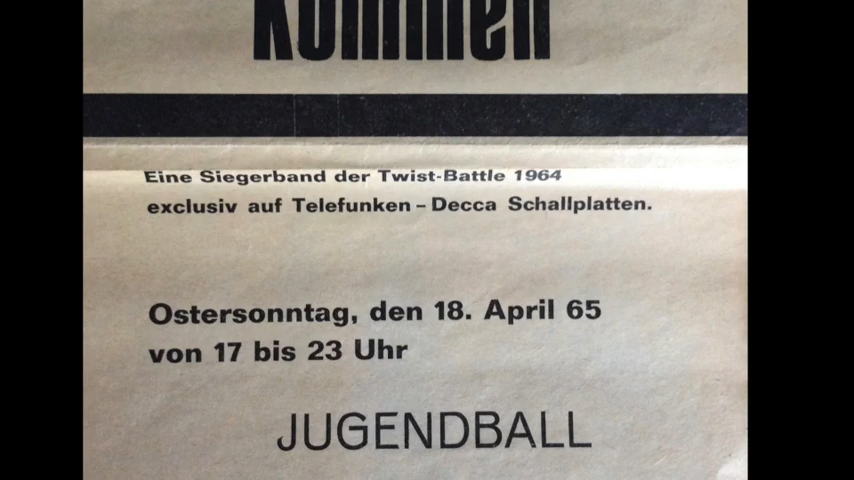 kommen
Eine Siegerband der Twist-Battle 1964
exclusiv auf Telefunken – Decca Schallplatten.
Ostersonntag, den 18. April 65
von 17 bis 23 Uhr
JUGENDBALL